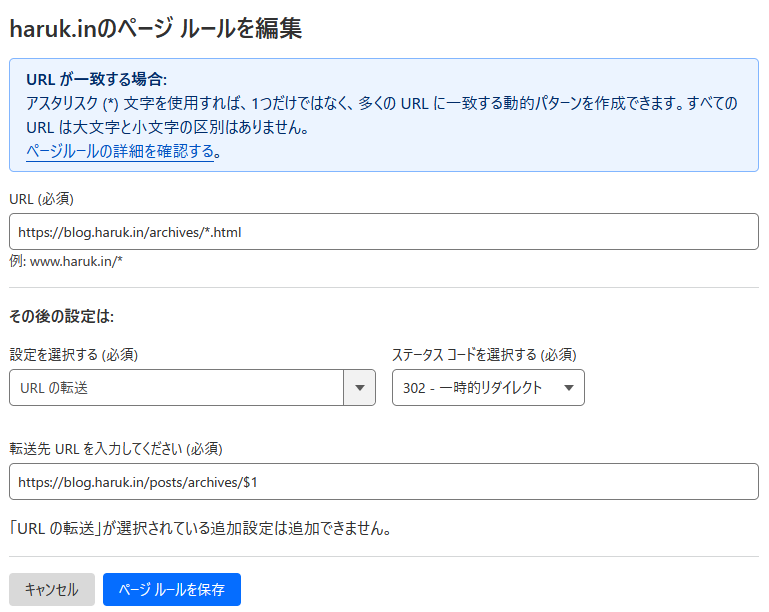 haruk.inのページ ルールを編集
URL が一致する場合:
アスタリスク (*) 文字を使用すれば、1つだけではなく、多くの URL に一致する動的パターンを作成できます。すべての
URL は大文字と小文字の区別はありません。
ページルールの詳細を確認する。
URL (必須)
https://blog.haruk.in/archives/*.html
例: www.haruk.in/*
その後の設定は:
設定を選択する (必須)
ステータス コードを選択する (必須)
URL の転送
302 - 一時的リダイレクト
転送先 URL を入力してください (必須)
https://blog.haruk.in/posts/archives/$1
「URL の転送」が選択されている追加設定は追加できません。
キャンセル
ページ ルールを保存